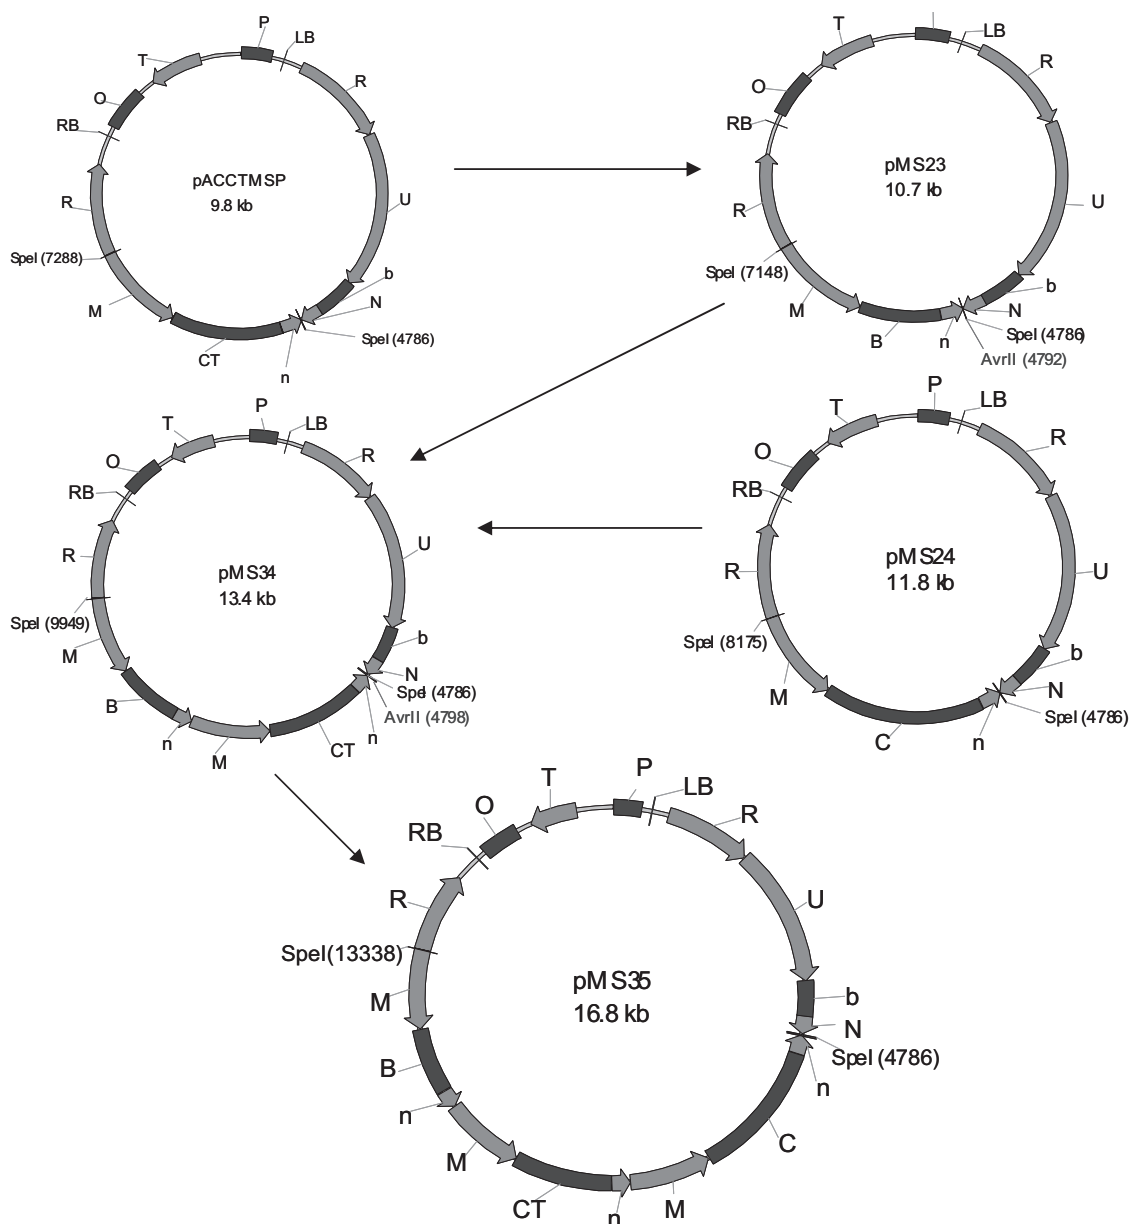 P
LB
T
R
O
RB
pACCTMSP
9.8 kb
R
U
SpeI (7288)
b
M
N
SpeI (4786)
CT
n
T
LB
R
O
RB
pMS23
10.7 kb
R
U
SpeI (7148)
b
M
N
SpeI (4786)
B
n
AvrII (4792)
P
T
LB
R
O
RB
pMS34
13.4 kb
R
U
SpeI (9949)
b
M
N
SpeI (4786)
B
AvrII (4798)
n
n
M
CT
P
LB
T
R
O
RB
pMS24
11.8 kb
R
U
SpeI (8175)
b
M
N
SpeI (4786)
C
n
P
T
LB
O
R
RB
R
U
SpeI(13338)
pMS35
16.8 kb
M
b
N
SpeI (4786)
B
n
n
C
M
CT
n
M